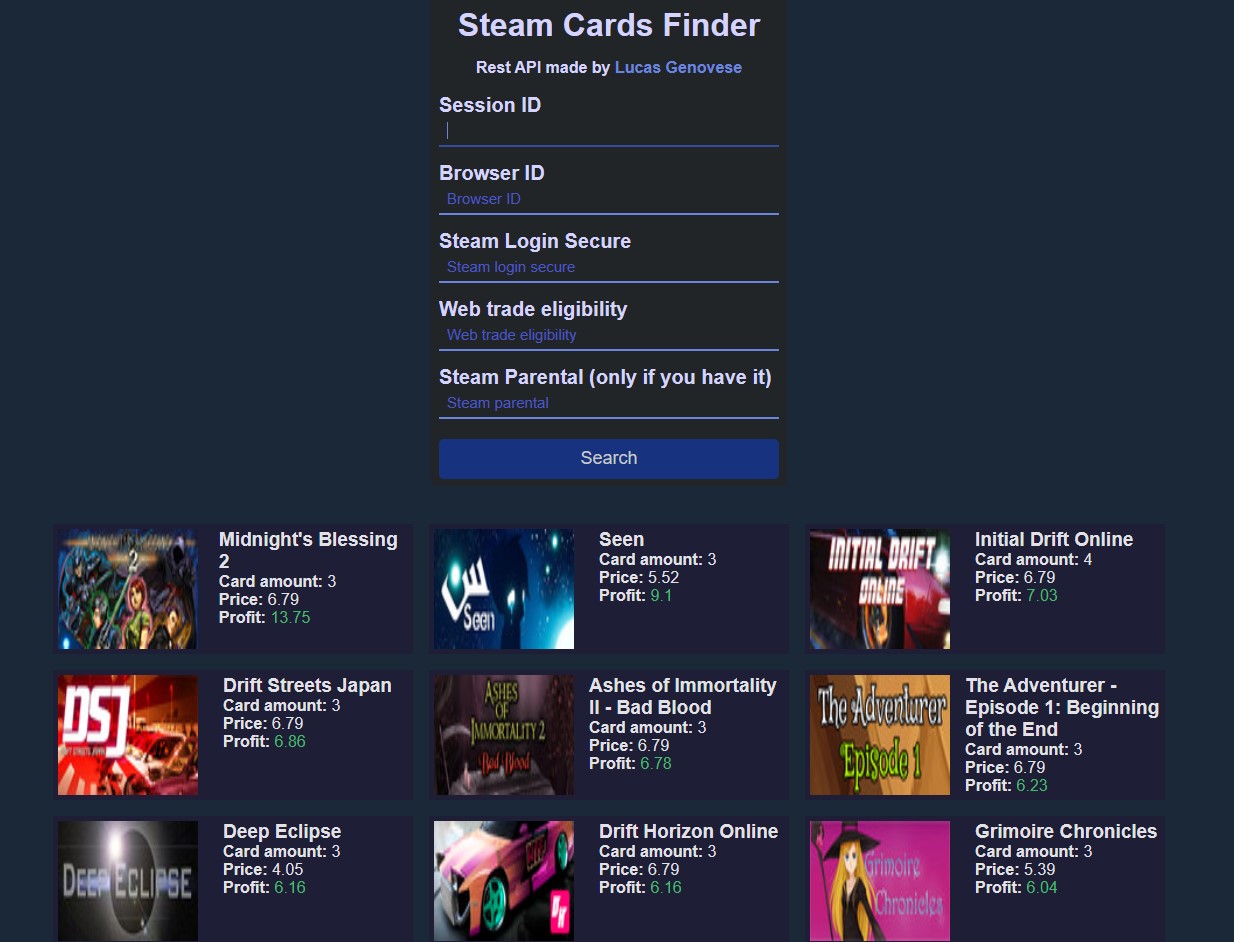 Steam Cards Finder
Rest API made by Lucas Genovese
Session ID
Browser ID
Browser ID
Steam Login Secure
Steam login secure
Web trade eligibility
Web trade eligibility
Steam Parental (only if you have it)
Steam parental
Search
Midnight's Blessing
2
Card amount: 3
Price: 6.79
Profit: 13.75
2
Seen
Seen
Card amount: 3
Price: 5.52
Profit: 9.1
س
INITIAL DRIFT
ONLINE
Initial Drift Online
Card amount: 4
Price: 6.79
Profit: 7.03
DSJ
DRIFT STREETS JAPAN
Drift Streets Japan
Card amount: 3
Price: 6.79
Profit: 6.86
ASHES
OF
IMMORTALITY 2
Bad Blood
Ashes of Immortality
II - Bad Blood
Card amount: 3
Price: 6.79
Profit: 6.78
The Adventurer
Episode 1
The Adventurer -
Episode 1: Beginning
of the End
Card amount: 3
Price: 6.79
Profit: 6.23
DEEP ECLIPSE
Deep Eclipse
Card amount: 3
Price: 4.05
Profit: 6.16
Drift Horizon Online
Card amount: 3
Price: 6.79
Profit: 6.16
Grimoire
Chronicles
Grimoire Chronicles
Card amount: 3
Price: 5.39
Profit: 6.04